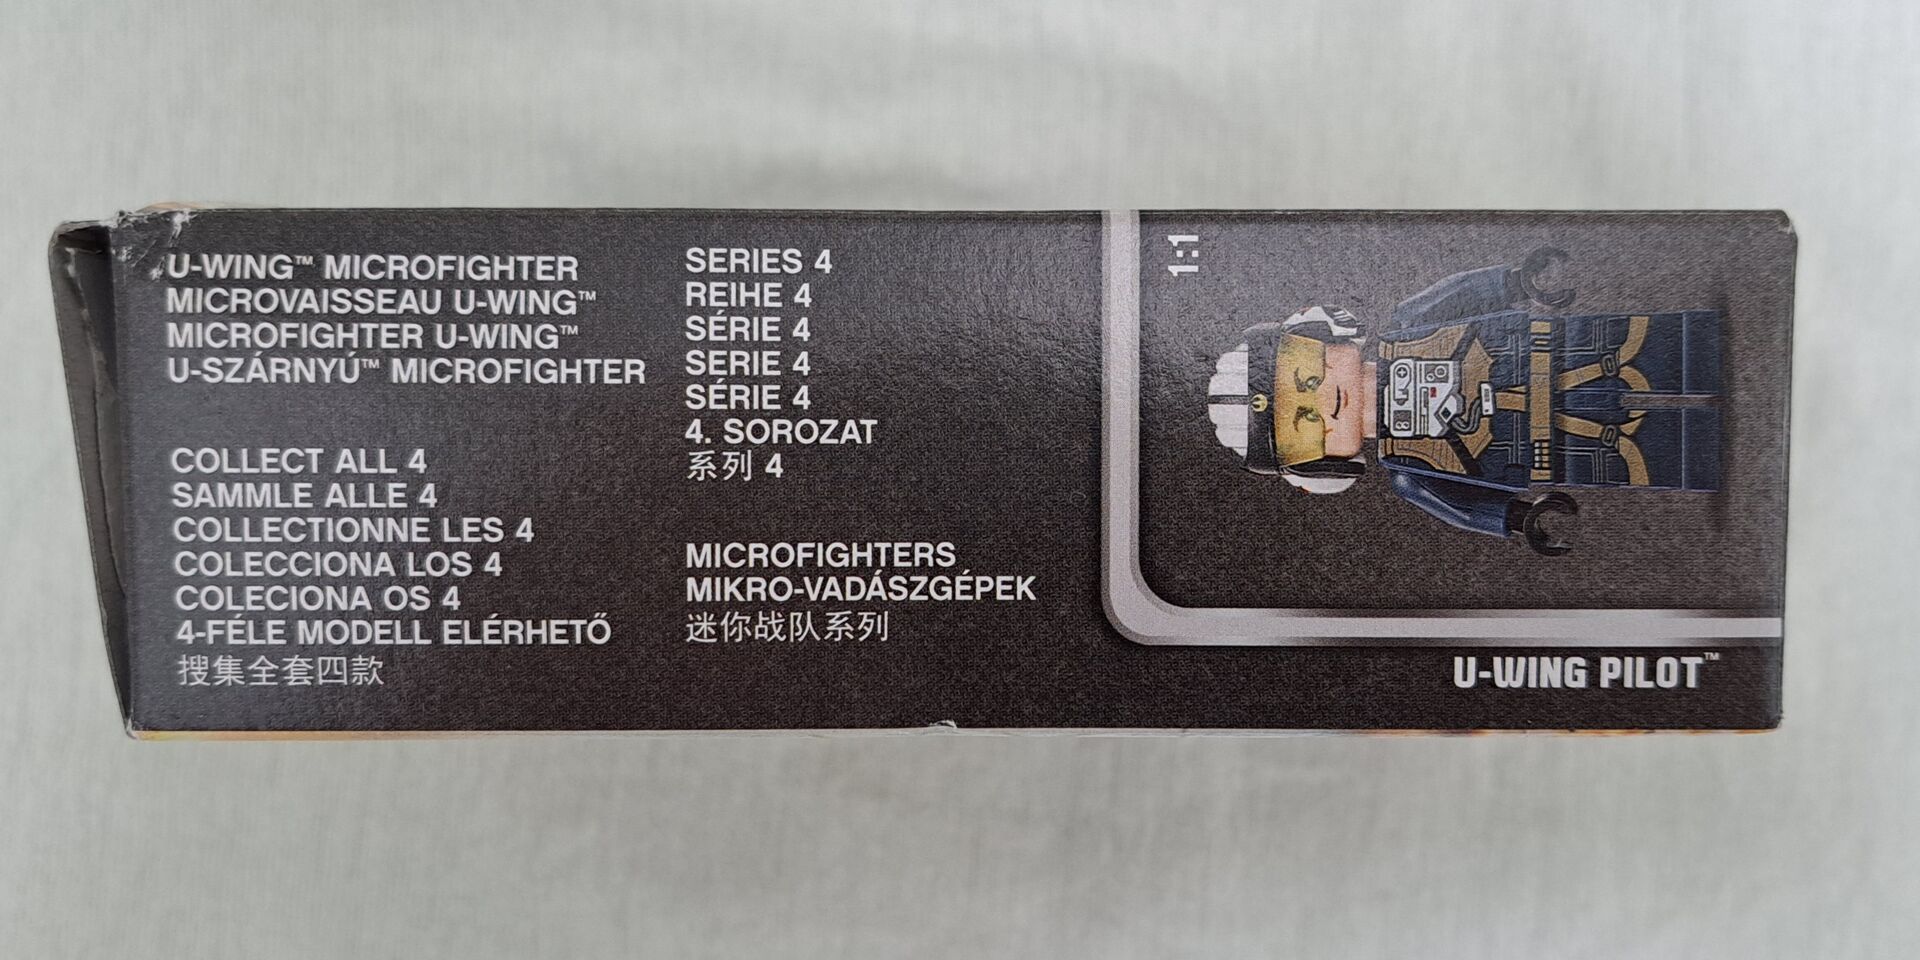 U-WING™ MICROFIGHTER
MICROVAISSEAU U-WING™
MICROFIGHTER U-WING™
U-SZÁRNYÚ™ MICROFIGHTER
COLLECT ALL 4
SAMMLE ALLE 4
COLLECTIONNE LES 4
COLECCIONA LOS 4
COLECIONA OS 4
4-FÉLE MODELL ELÉRHETŐ
搜集全套四款
SERIES 4
REIHE 4
SÉRIE 4
SERIE 4
SÉRIE 4
4. SOROZAT
系列 4
MICROFIGHTERS
MIKRO-VADÁSZGÉPEK
迷你战队系列
1:1
U-WING PILOT™